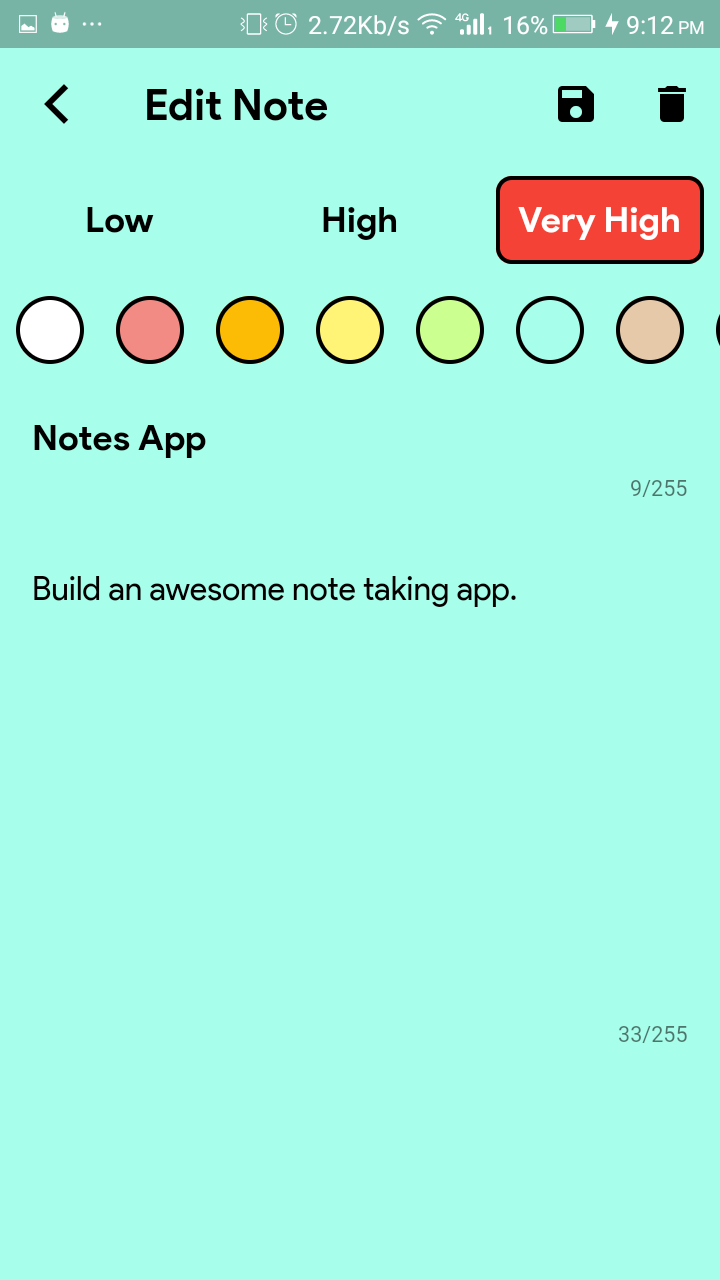 2.72Kb/s 4G 1 16% 9:12 PM
Edit Note
Low High Very High
Notes App
9/255
Build an awesome note taking app.
33/255